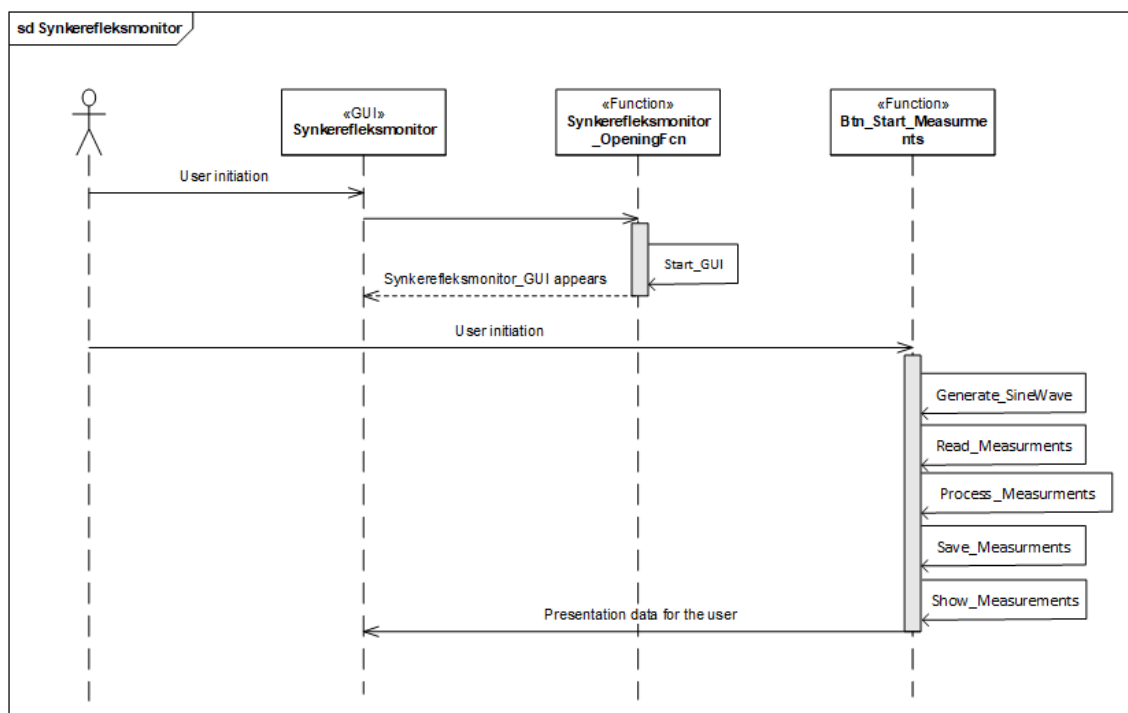 sd Synkerefleksmonitor
«GUI»
Synkerefleksmonitor
«Function»
Synkerefleksmonitor
_OpeningFcn
«Function»
Btn_Start_Measurme
nts
User initiation
Start_GUI
Synkerefleksmonitor_GUI appears
User initiation
Generate_SineWave
Read_Measurments
Process_Measurments
Save_Measurments
Show_Measurements
Presentation data for the user